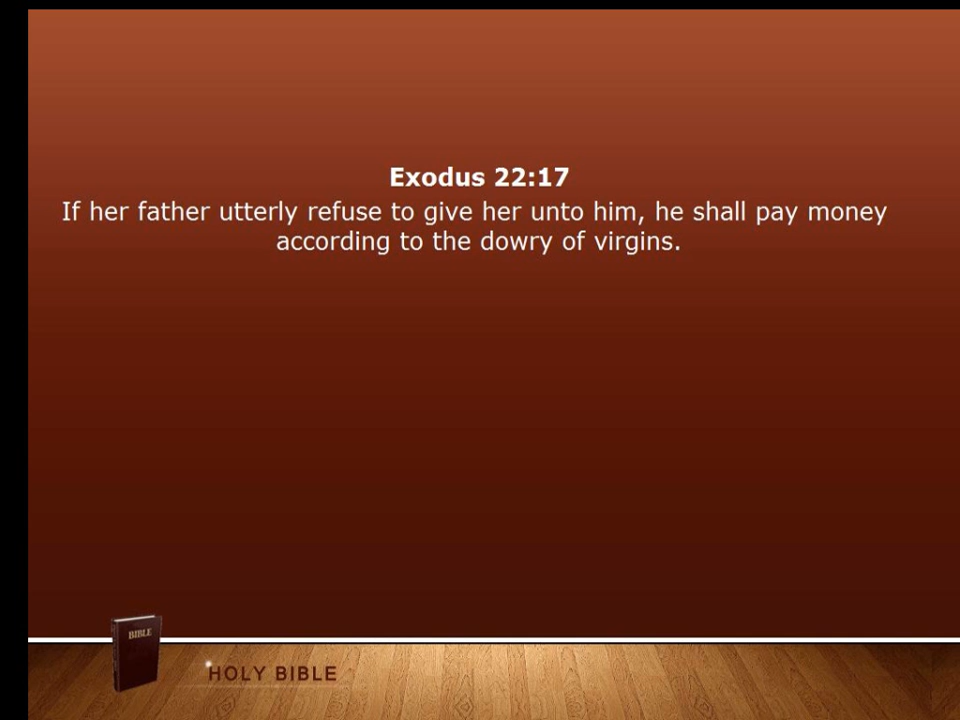 Exodus 22:17
If her father utterly refuse to give her unto him, he shall pay money
according to the dowry of virgins.
BIBLE
HOLY BIBLE